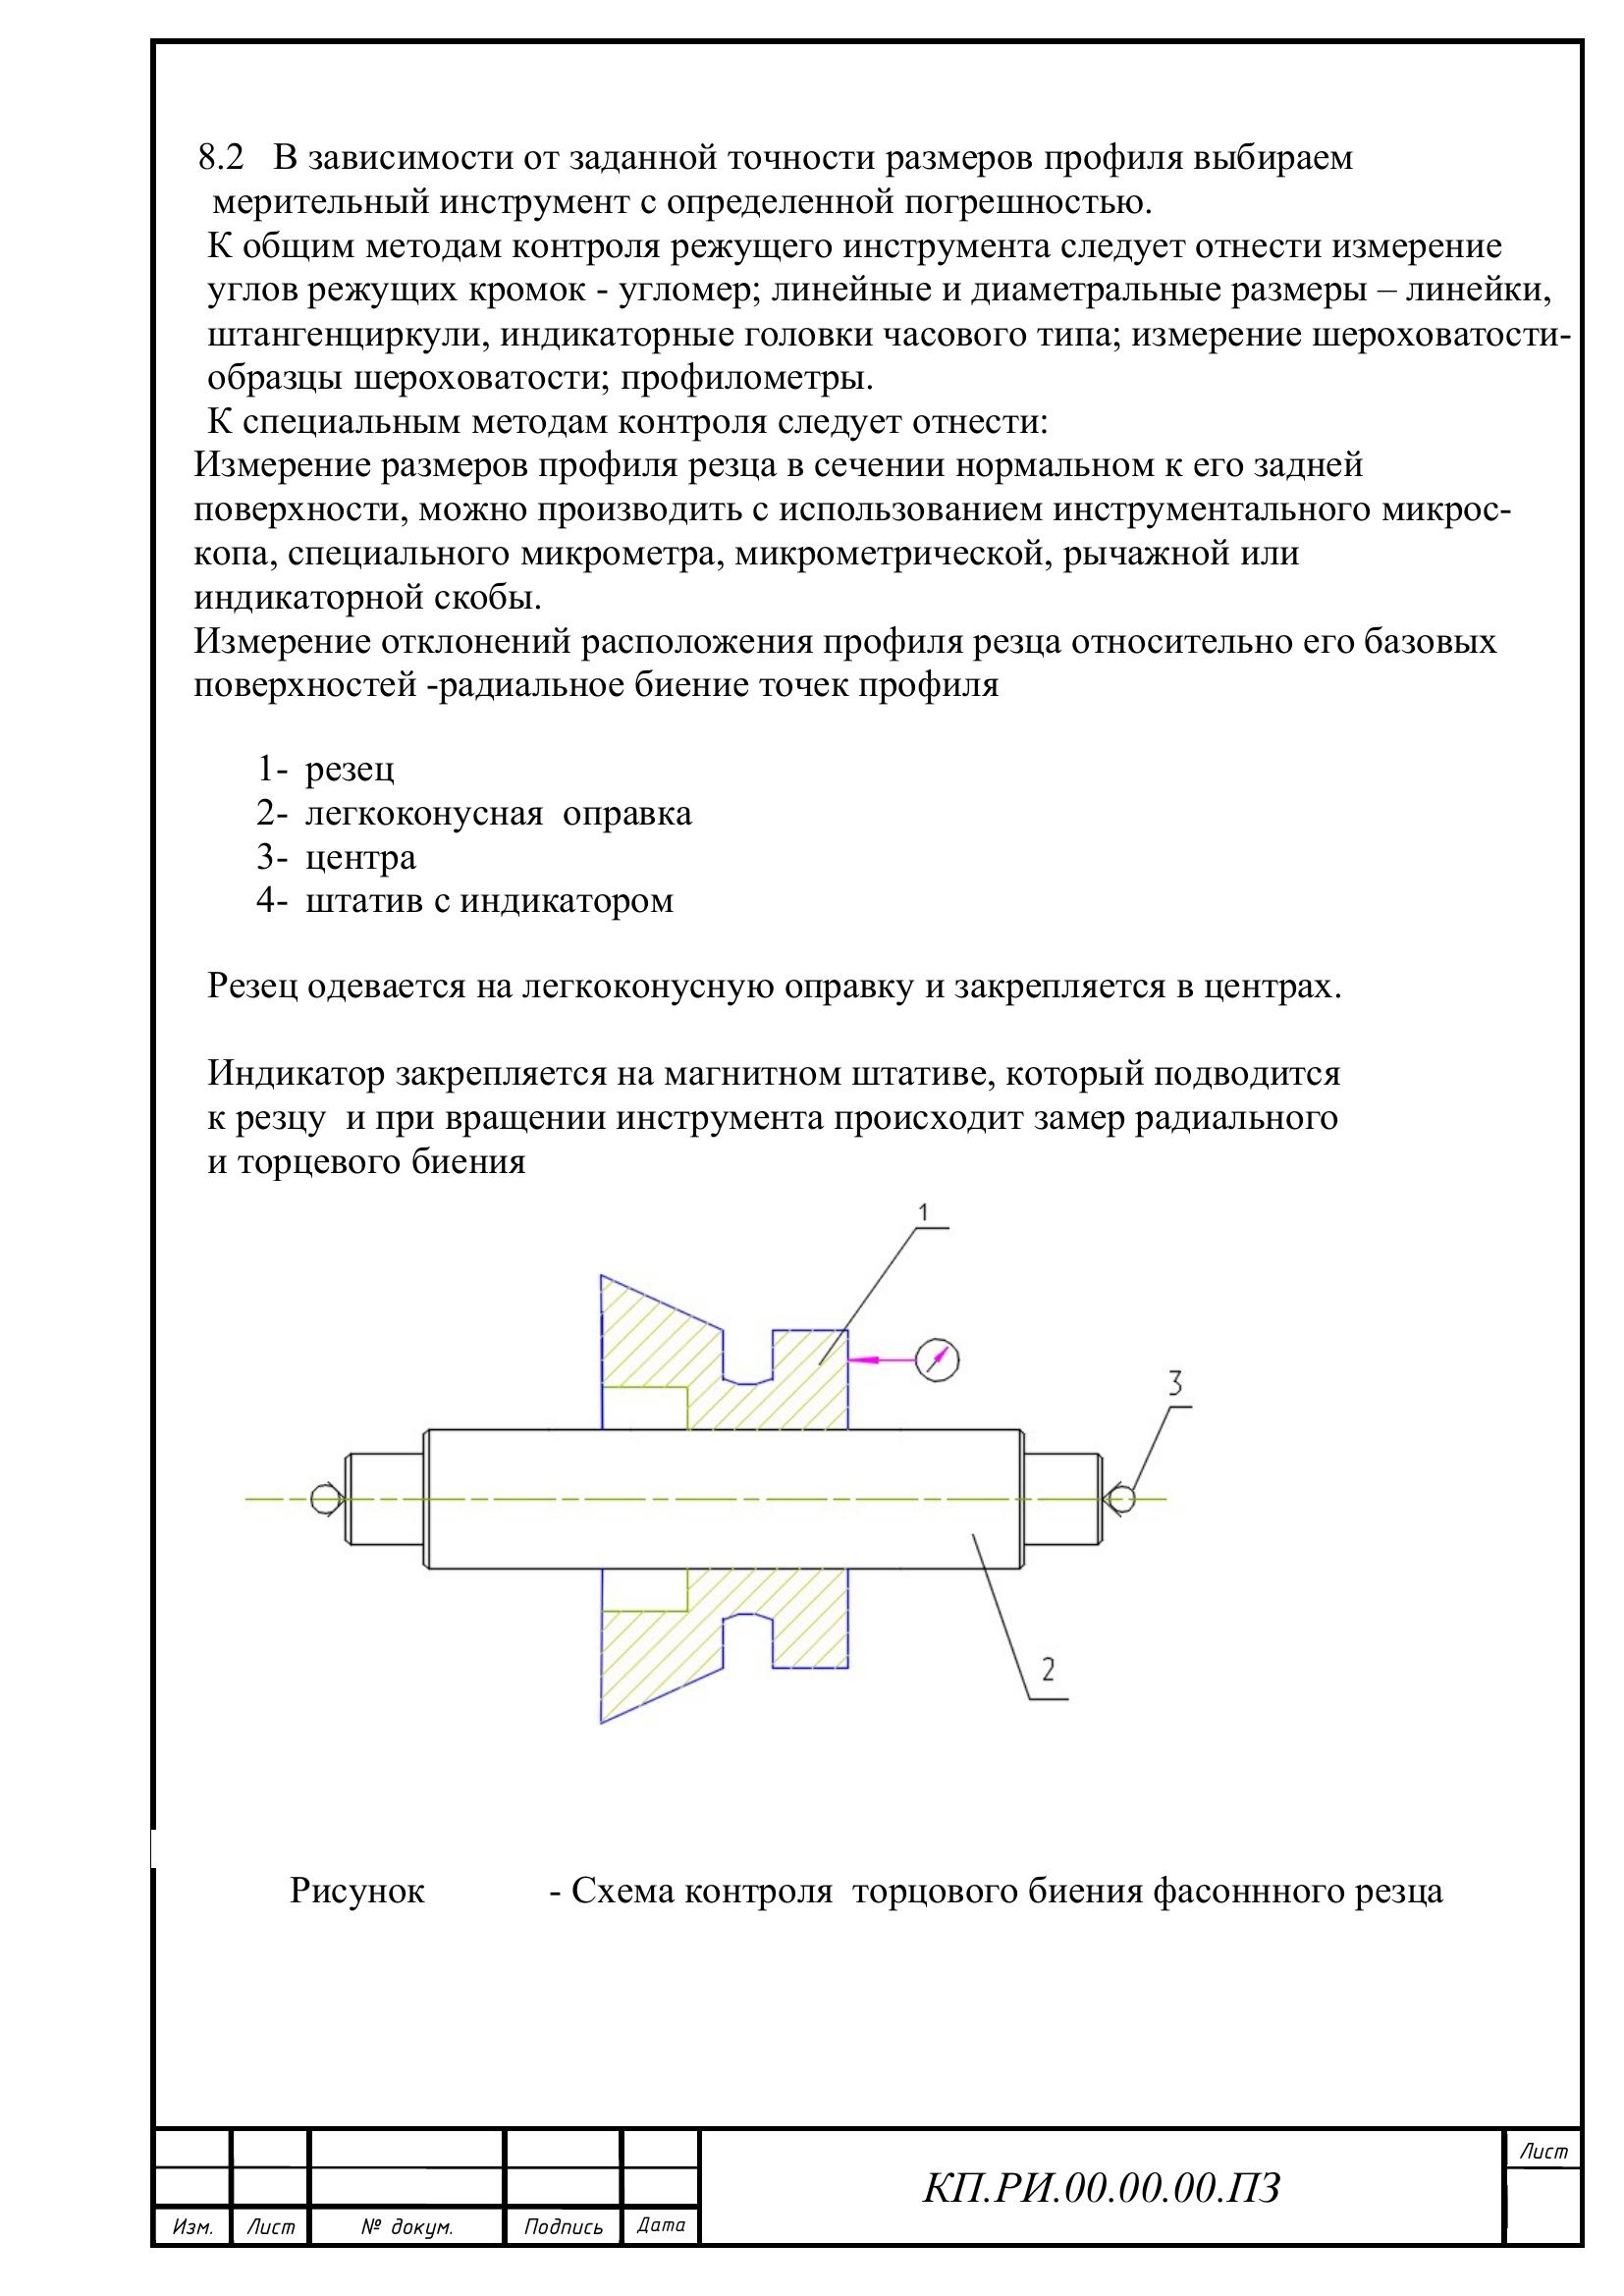 8.2 В зависимости от заданной точности размеров профиля выбираем
мерительный инструмент с определенной погрешностью.
К общим методам контроля режущего инструмента следует отнести измерение
углов режущих кромок - угломер; линейные и диаметральные размеры – линейки,
штангенциркули, индикаторные головки часового типа; измерение шероховатости-
образцы шероховатости; профилометры.
К специальным методам контроля следует отнести:
Измерение размеров профиля резца в сечении нормальном к его задней
поверхности, можно производить с использованием инструментального микрос-
копа, специального микрометра, микрометрической, рычажной или
индикаторной скобы.
Измерение отклонений расположения профиля резца относительно его базовых
поверхностей -радиальное биение точек профиля
1- резец
2- легкоконусная оправка
3- центра
4- штатив с индикатором
Резец одевается на легкоконусную оправку и закрепляется в центрах.
Индикатор закрепляется на магнитном штативе, который подводится
к резцу и при вращении инструмента происходит замер радиального
и торцевого биения
1
3
2
Рисунок - Схема контроля торцового биения фасоннного резца
Лист
КП.РИ.00.00.00.ПЗ
Изм. Лист № докум. Подпись Дата